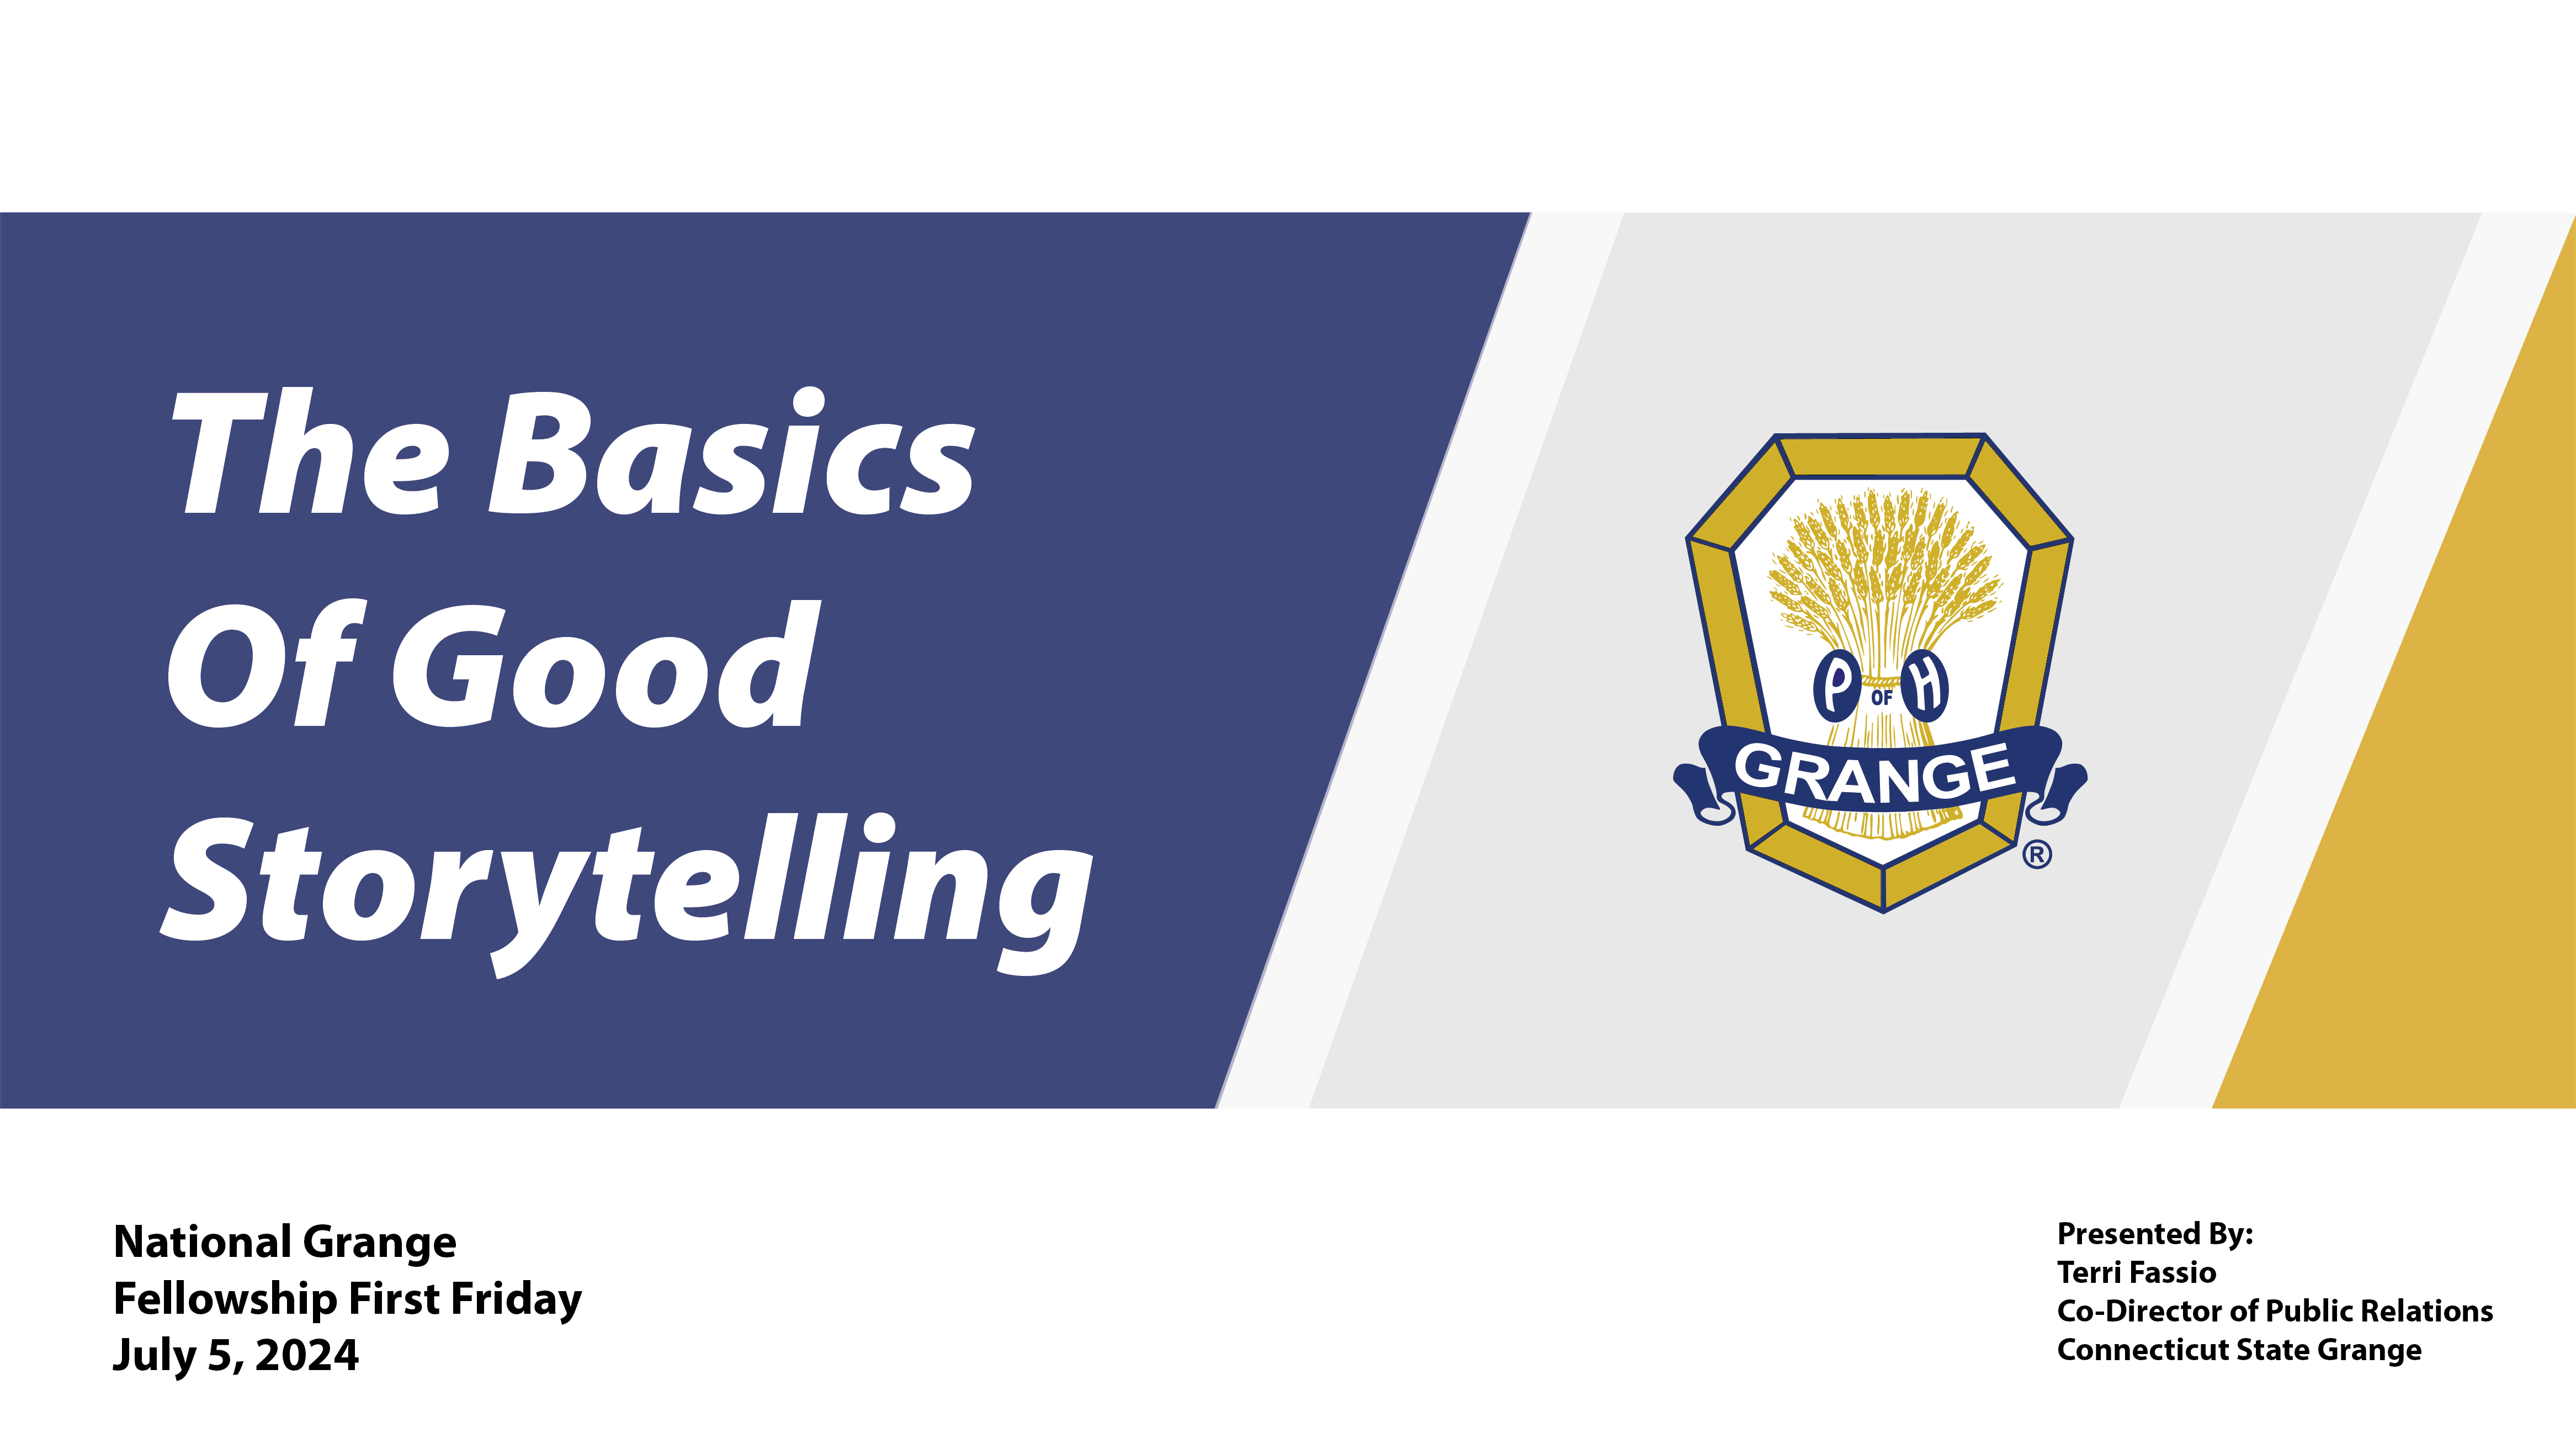 The Basics
Of Good
Storytelling
P OF H
GRANGE
®
National Grange
Fellowship First Friday
July 5, 2024
Presented By:
Terri Fassio
Co-Director of Public Relations
Connecticut State Grange